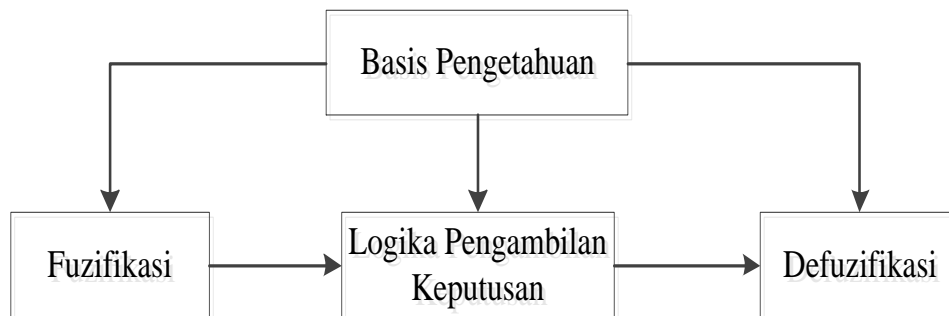 Basis Pengetahuan
Fuzifikasi
Logika Pengambilan
Keputusan
Defuzifikasi